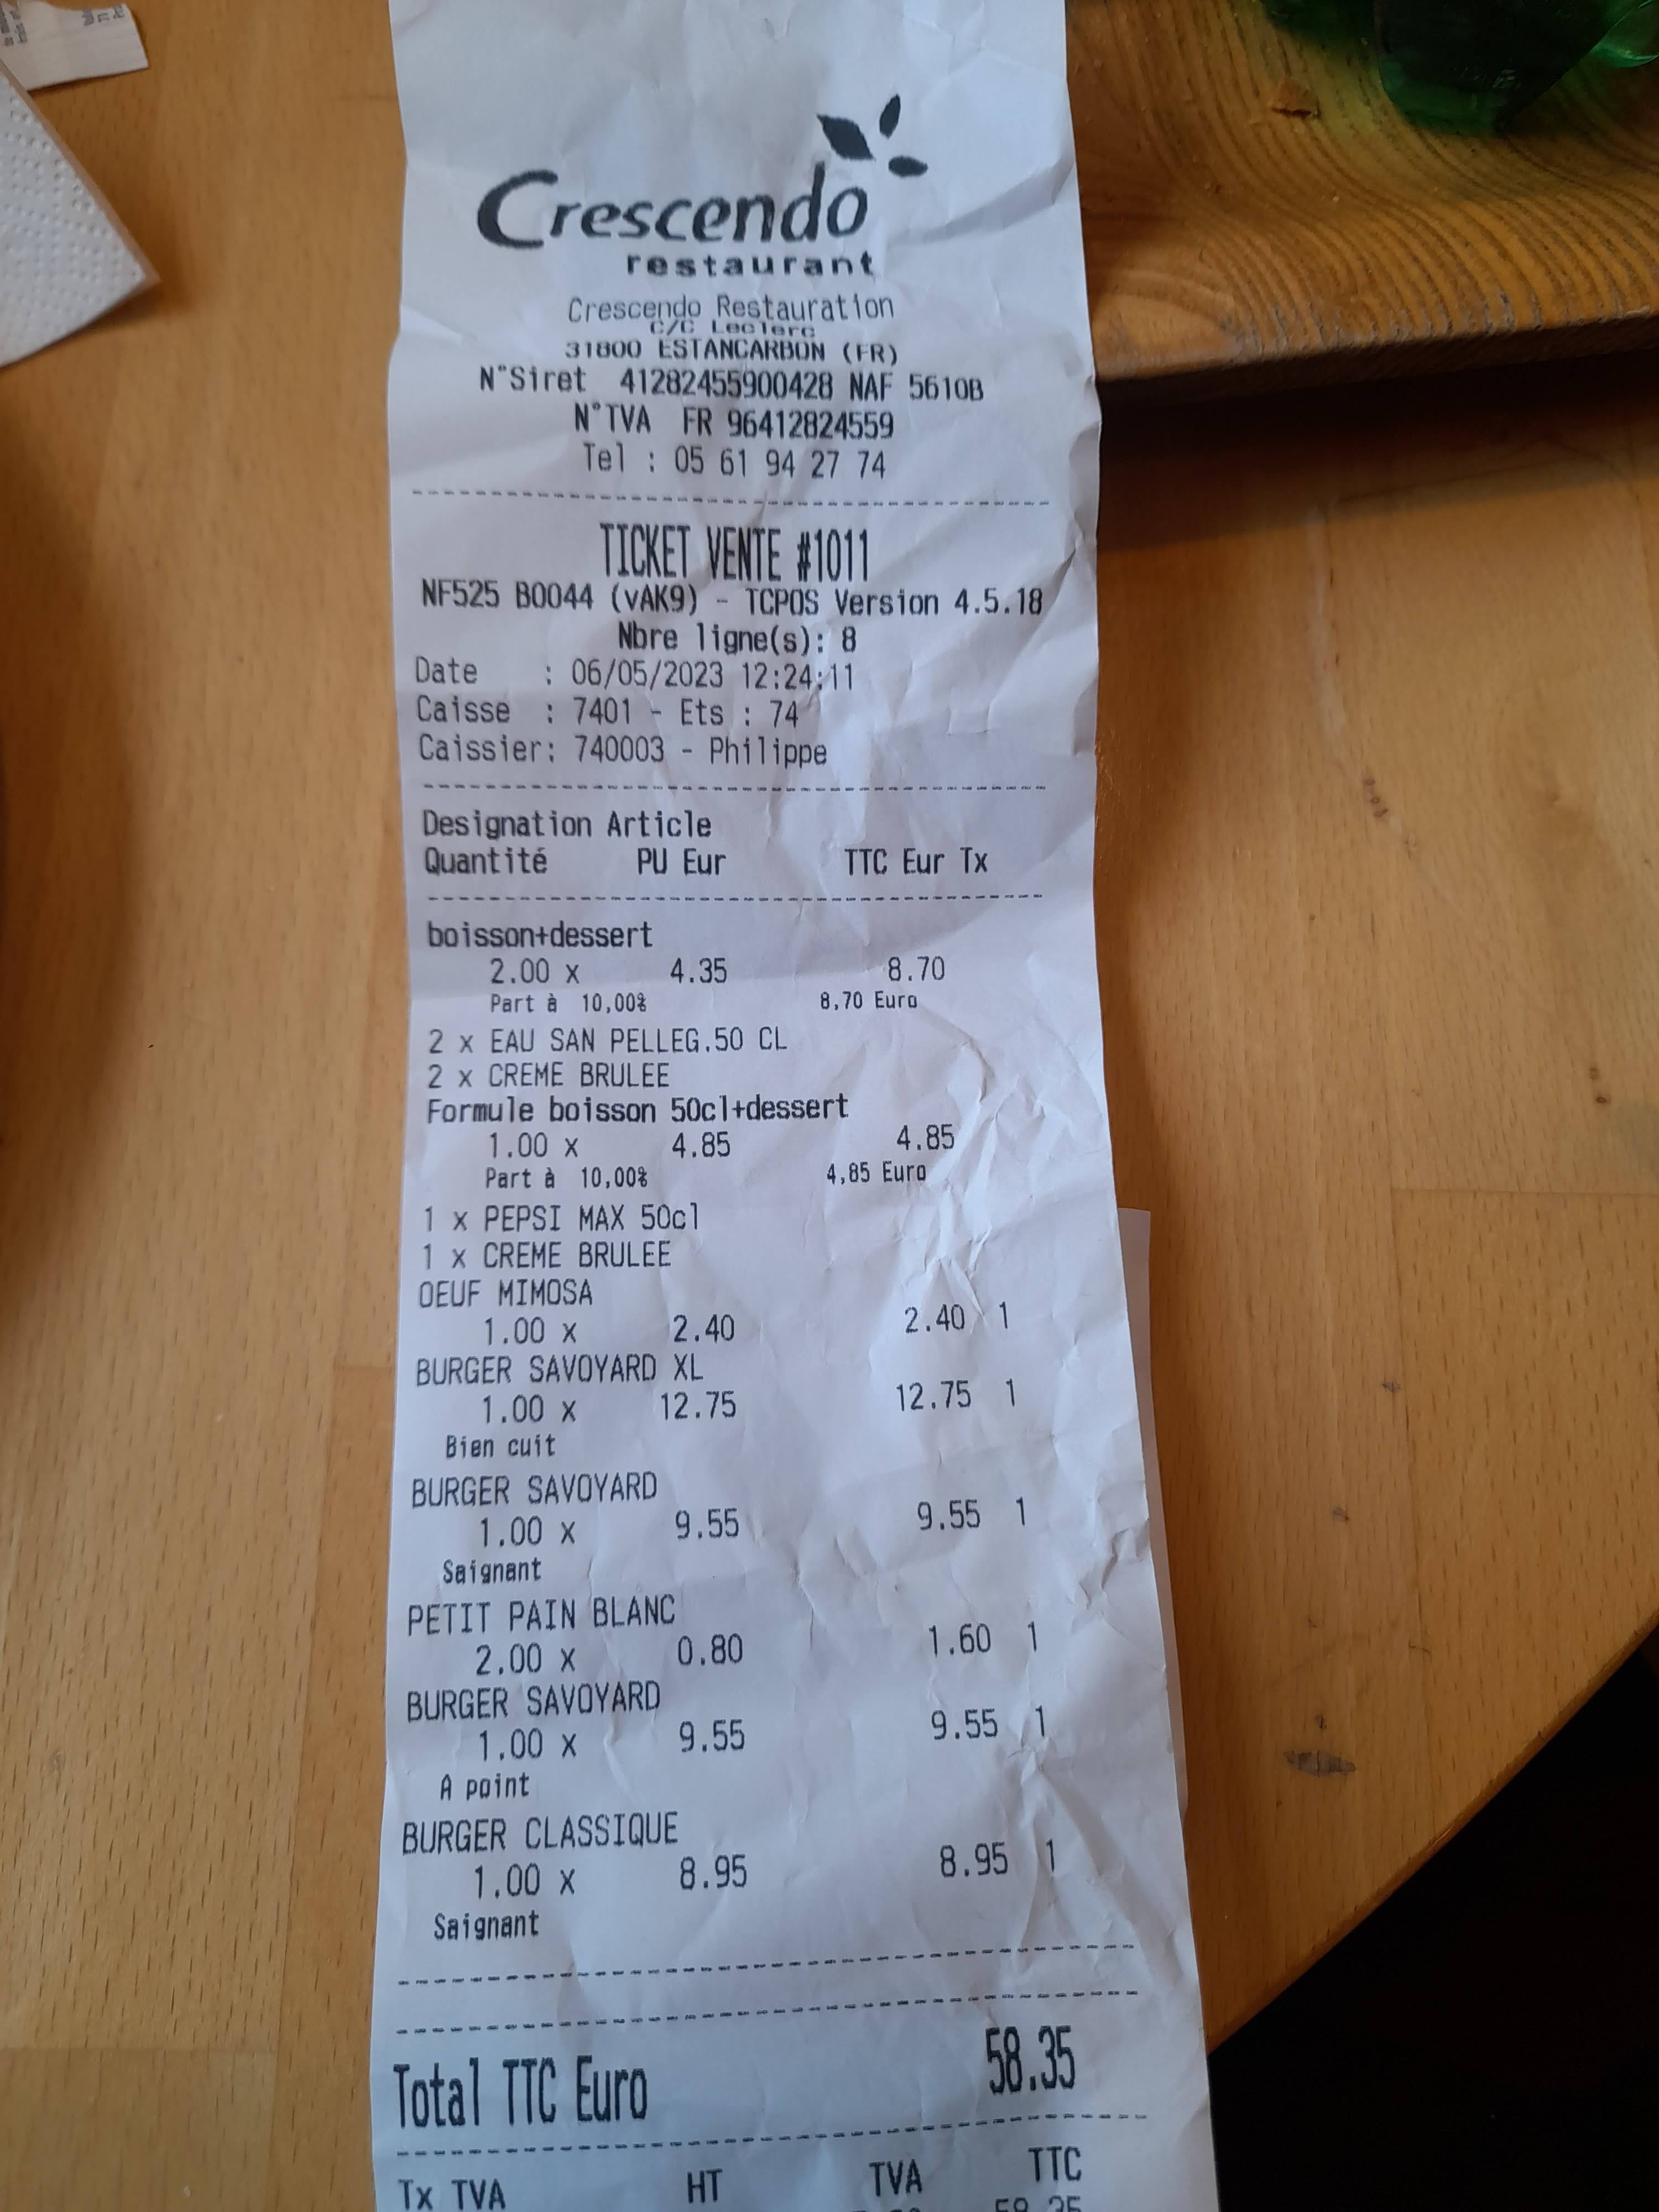 Crescendo
restaurant
Crescendo Restauration
C/C Leclerc
31800 ESTANCARBON (FR)
N°Siret 41282455900428 NAF 5610B
N°TVA FR 96412824559
Tel : 05 61 94 27 74
TICKET VENTE #1011
NF525 B0044 (vAK9) - TCPOS Version 4.5.18
Nbre ligne(s): 8
Date : 06/05/2023 12:24:11
Caisse : 7401 - Ets : 74
Caissier: 740003 - Philippe
Designation Article
Quantité PU Eur TTC Eur Tx
boisson+dessert
2.00 x 4.35 8.70
Part à 10,00% 8,70 Euro
2 x EAU SAN PELLEG.50 CL
2 x CREME BRULEE
Formule boisson 50cl+dessert
1.00 x 4.85 4.85
Part à 10,00% 4,85 Euro
1 x PEPSI MAX 50cl
1 x CREME BRULEE
OEUF MIMOSA
1.00 x 2.40 2.40 1
BURGER SAVOYARD XL
1.00 x 12.75 12.75 1
Bien cuit
BURGER SAVOYARD
1.00 x 9.55 9.55 1
Saignant
PETIT PAIN BLANC
2.00 x 0.80 1.60 1
BURGER SAVOYARD
1.00 x 9.55 9.55 1
A point
BURGER CLASSIQUE
1.00 x 8.95 8.95 1
Saignant
Total TTC Euro 58.35
Tx TVA HT TVA TTC
58.35